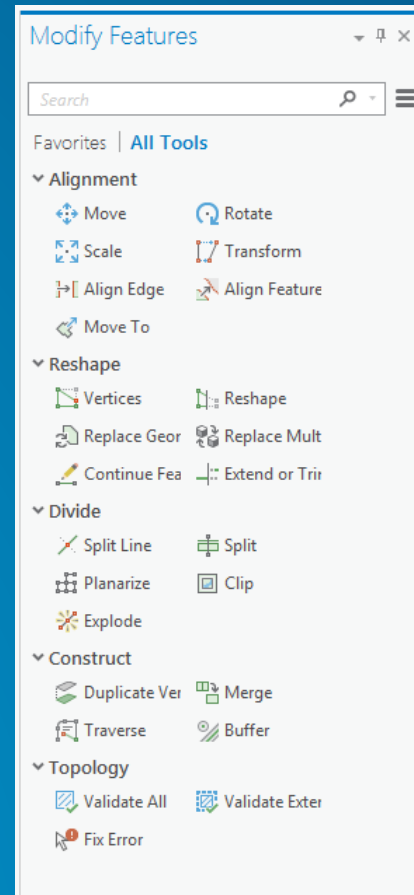 Modify Features
Search
Favorites | All Tools
Alignment
Move Rotate
Scale Transform
Align Edge Align Feature
Move To
Reshape
Vertices Reshape
Replace Geor Replace Mult
Continue Fea Extend or Trir
Divide
Split Line Split
Planarize Clip
Explode
Construct
Duplicate Ver Merge
Traverse Buffer
Topology
Validate All Validate Exter
Fix Error